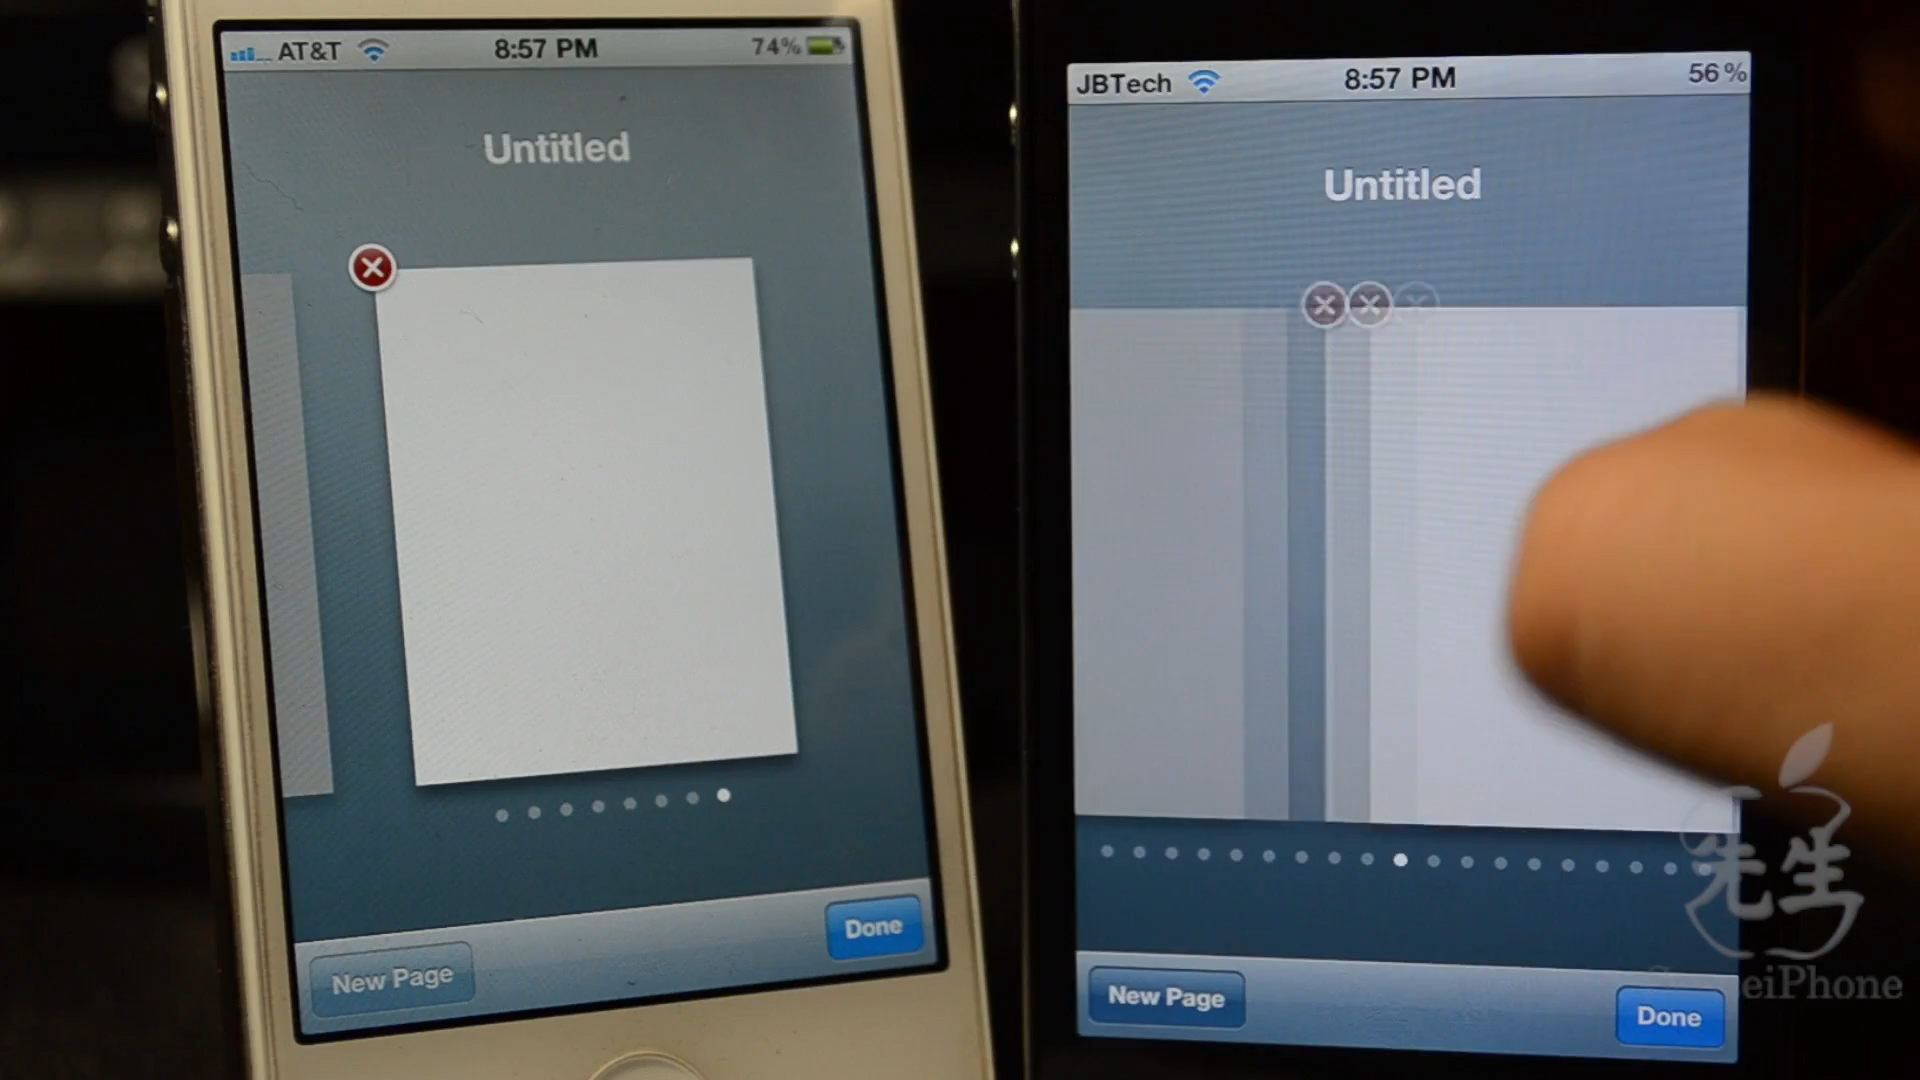 AT&T 8:57 PM 74%
Untitled
Done
New Page
JBTech 8:57 PM 56%
Untitled
New Page
Done
先生
eiPhone